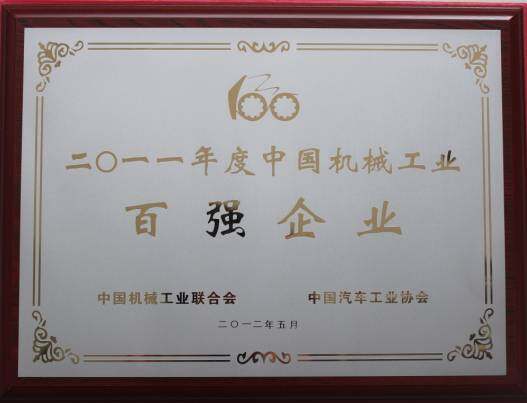 100
二〇一一年度中国机械工业
百强企业
中国机械工业联合会 中国汽车工业协会
二〇一二年五月